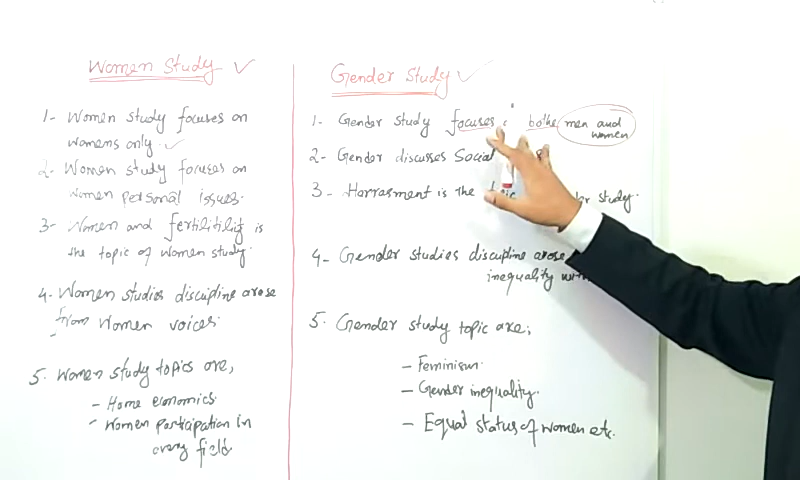 Women Study
1- Women study focuses on
womens only.
2- Women study focuses on
women personal issues.
3- Women and fertilitily is
the topic of women study.
4- Women studies discipline arose
from women voices.
5. Women study topics are,
- Home economics.
- Women participation in
every field
Gender Study
1- Gender study focuses bothe men and
women
2- Gender discusses Social
3- Harrasment is the study.
4- Gender studies discipline arose
inequality
5. Gender study topic are;
- Feminism.
- Gender inequality.
- Equal status of women etc.